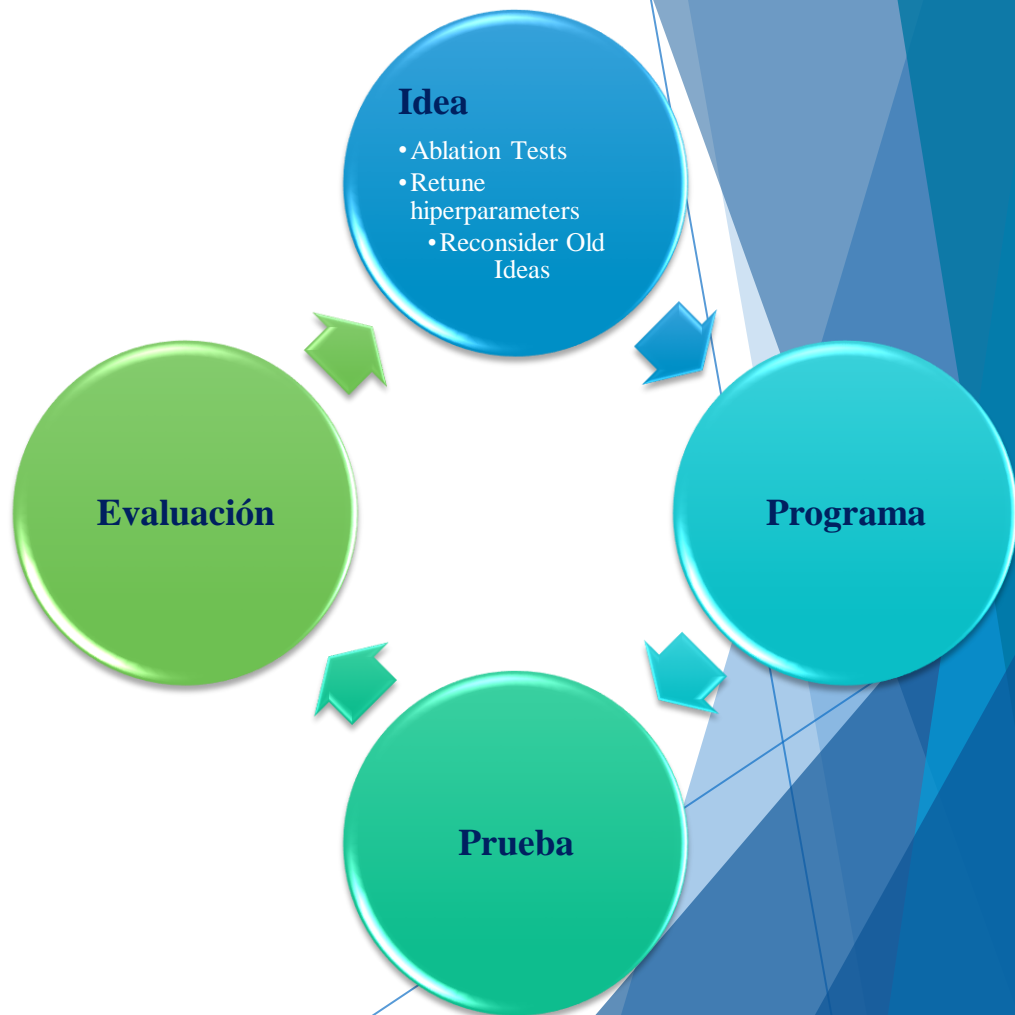 Idea
•Ablation Tests
•Retune
hiperparameters
•Reconsider Old
Ideas
Evaluación
Programa
Prueba